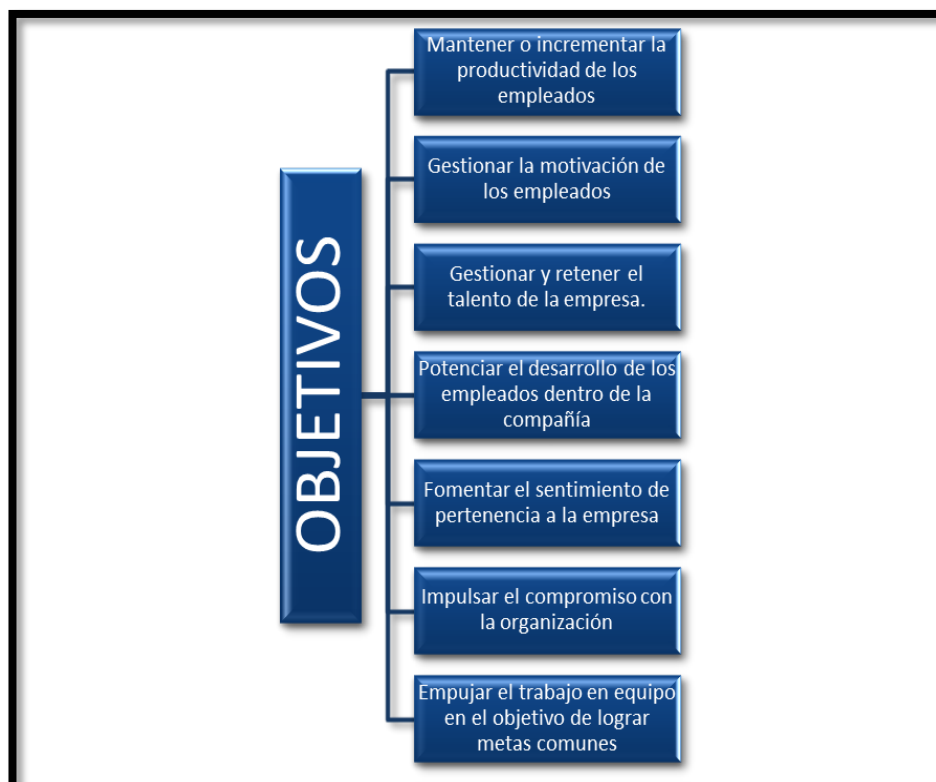 OBJETIVOS
Mantener o incrementar la
productividad de los
empleados
Gestionar la motivación de
los empleados
Gestionar y retener el
talento de la empresa.
Potenciar el desarrollo de los
empleados dentro de la
compañía
Fomentar el sentimiento de
pertenencia a la empresa
Impulsar el compromiso con
la organización
Empujar el trabajo en equipo
en el objetivo de lograr
metas comunes